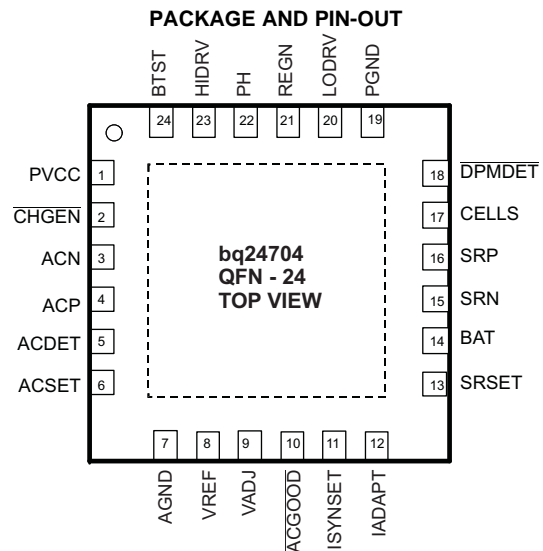 PACKAGE AND PIN-OUT
BTST
HIDRV
PH
REGN
LODRV
PGND
24
23
22
21
20
19
PVCC 1
CHGEN 2
ACN 3
ACP 4
ACDET 5
ACSET 6
bq24704
QFN - 24
TOP VIEW
18 DPMDET
17 CELLS
16 SRP
15 SRN
14 BAT
13 SRSET
7
8
9
10
11
12
AGND
VREF
VADJ
ACGOOD
ISYNSET
IADAPT